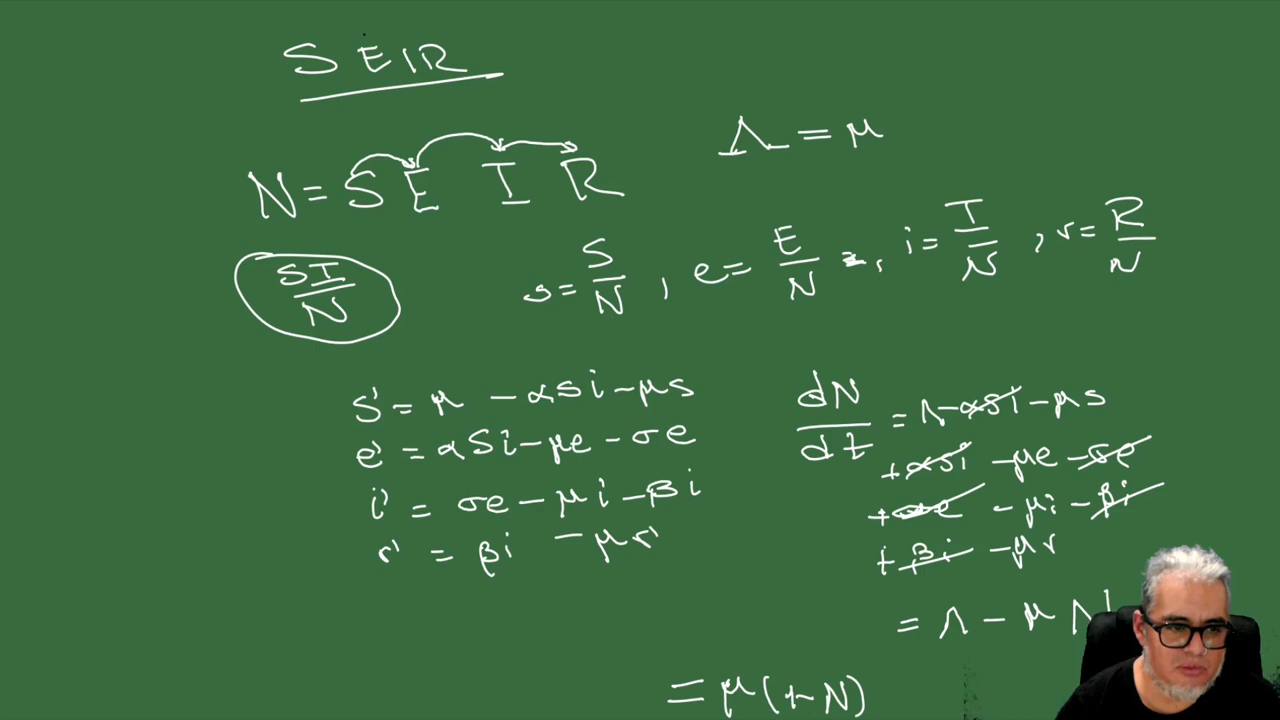 SEIR
N = S E I R
Λ = μ
SI/N
s = S/N , e = E/N , i = I/N , r = R/N
s' = μ - αsi - μs
e' = αsi - μe - σe
i' = σe - μi - βi
r' = βi - μr
dN/dt = Λ - αsi - μs
+ αsi - μe - σe
+ σe - μi - βi
+ βi - μr
= Λ - μN
= μ(1-N)